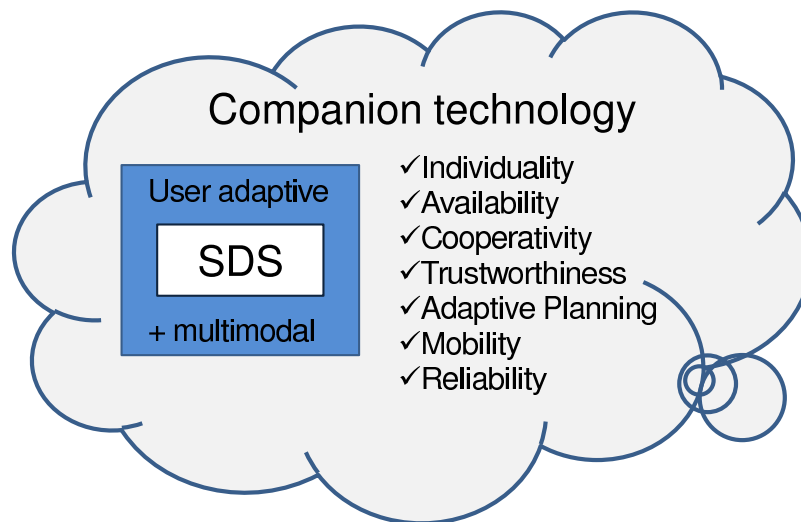 Companion technology
User adaptive
SDS
+ multimodal
✓Individuality
✓Availability
✓Cooperativity
✓Trustworthiness
✓Adaptive Planning
✓Mobility
✓Reliability